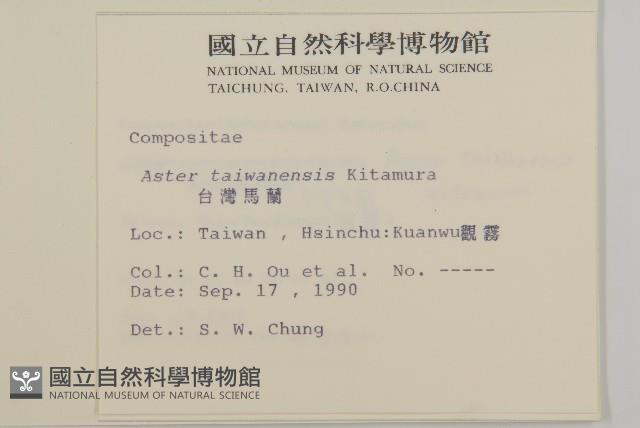 國立自然科學博物館
NATIONAL MUSEUM OF NATURAL SCIENCE
TAICHUNG, TAIWAN, R.O.CHINA
Compositae
Aster taiwanensis Kitamura
台灣馬蘭
Loc.: Taiwan , Hsinchu:Kuanwu觀霧
Col.: C. H. Ou et al. No. -----
Date: Sep. 17 , 1990
Det.: S. W. Chung
國立自然科學博物館
NATIONAL MUSEUM OF NATURAL SCIENCE